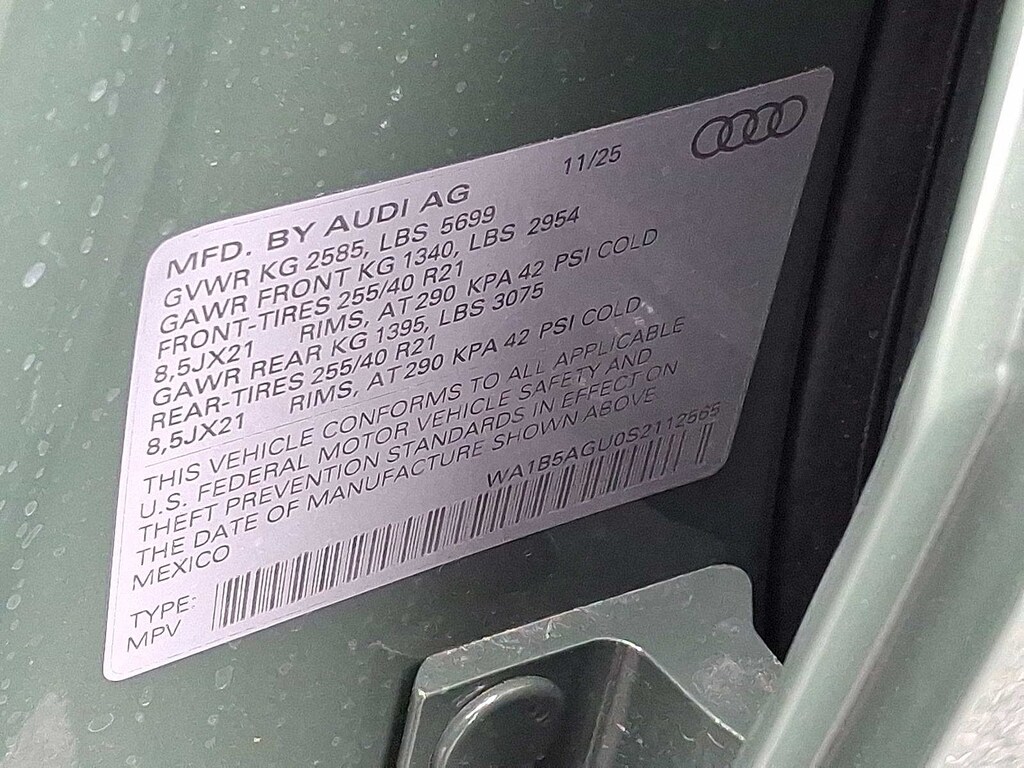 11/25
MFD. BY AUDI AG
GVWR KG 2585, LBS 5699
GAWR FRONT KG 1340, LBS 2954
FRONT-TIRES 255/40 R21
8,5JX21 RIMS, AT 290 KPA 42 PSI COLD
GAWR REAR KG 1395, LBS 3075
REAR-TIRES 255/40 R21
8,5JX21 RIMS, AT 290 KPA 42 PSI COLD
THIS VEHICLE CONFORMS TO ALL APPLICABLE
U.S. FEDERAL MOTOR VEHICLE SAFETY AND
THEFT PREVENTION STANDARDS IN EFFECT ON
THE DATE OF MANUFACTURE SHOWN ABOVE.
MEXICO
WA1B5AGU0S2112565
TYPE:
MPV